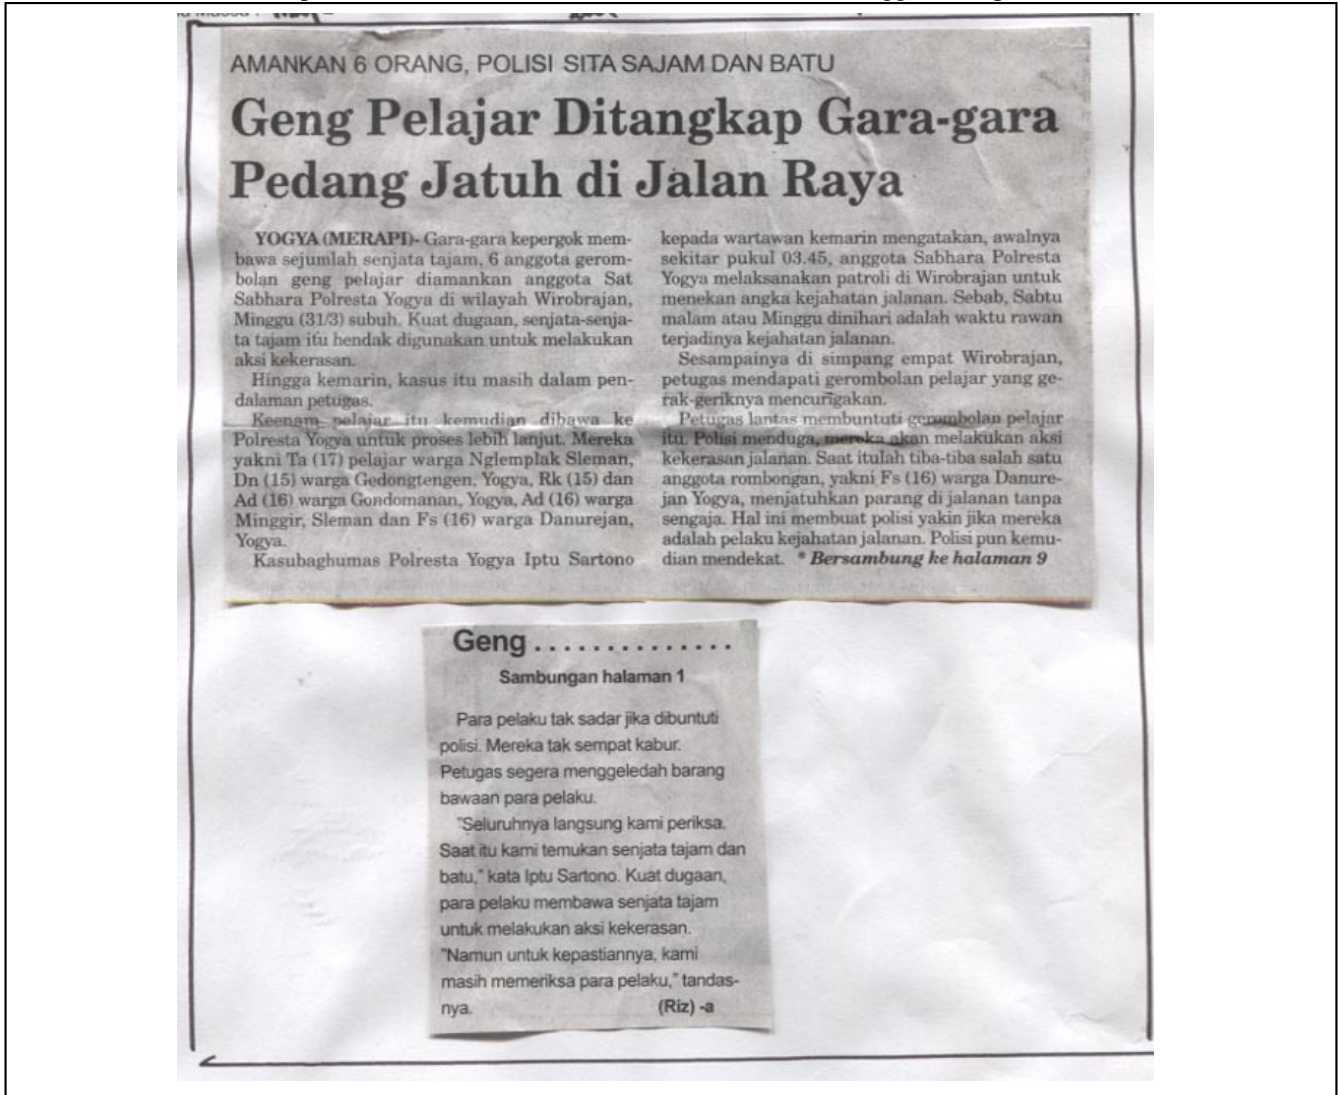 AMANKAN 6 ORANG, POLISI SITA SAJAM DAN BATU
Geng Pelajar Ditangkap Gara-gara
Pedang Jatuh di Jalan Raya
YOGYA (MERAPI)- Gara-gara kepergok mem-
bawa sejumlah senjata tajam, 6 anggota gerom-
bolan geng pelajar diamankan anggota Sat
Sabhara Polresta Yogya di wilayah Wirobrajan,
Minggu (31/3) subuh. Kuat dugaan, senjata-senja-
ta tajam itu hendak digunakan untuk melakukan
aksi kekerasan.
Hingga kemarin, kasus itu masih dalam pen-
dalaman petugas.
Keenam pelajar itu kemudian dibawa ke
Polresta Yogya untuk proses lebih lanjut. Mereka
yakni Ta (17) pelajar warga Nglemplak Sleman,
Dn (15) warga Gedongtengen, Yogya, Rk (15) dan
Ad (16) warga Gondomanan, Yogya, Ad (16) warga
Minggir, Sleman dan Fs (16) warga Danurejan,
Yogya.
Kasubaghumas Polresta Yogya Iptu Sartono
kepada wartawan kemarin mengatakan, awalnya
sekitar pukul 03.45, anggota Sabhara Polresta
Yogya melaksanakan patroli di Wirobrajan untuk
menekan angka kejahatan jalanan. Sebab, Sabtu
malam atau Minggu dinihari adalah waktu rawan
terjadinya kejahatan jalanan.
Sesampainya di simpang empat Wirobrajan,
petugas mendapati gerombolan pelajar yang ge-
rak-geriknya mencurigakan.
Petugas lantas membuntuti gerombolan pelajar
itu. Polisi menduga, mereka akan melakukan aksi
kekerasan jalanan. Saat itulah tiba-tiba salah satu
anggota rombongan, yakni Fs (16) warga Danure-
jan Yogya, menjatuhkan parang di jalanan tanpa
sengaja. Hal ini membuat polisi yakin jika mereka
adalah pelaku kejahatan jalanan. Polisi pun kemu-
dian mendekat. * Bersambung ke halaman 9
Geng . . . . . . . . . . . . . .
Sambungan halaman 1
Para pelaku tak sadar jika dibuntuti
polisi. Mereka tak sempat kabur.
Petugas segera menggeledah barang
bawaan para pelaku.
"Seluruhnya langsung kami periksa.
Saat itu kami temukan senjata tajam dan
batu," kata Iptu Sartono. Kuat dugaan,
para pelaku membawa senjata tajam
untuk melakukan aksi kekerasan.
"Namun untuk kepastiannya, kami
masih memeriksa para pelaku," tandas-
nya. (Riz) -a